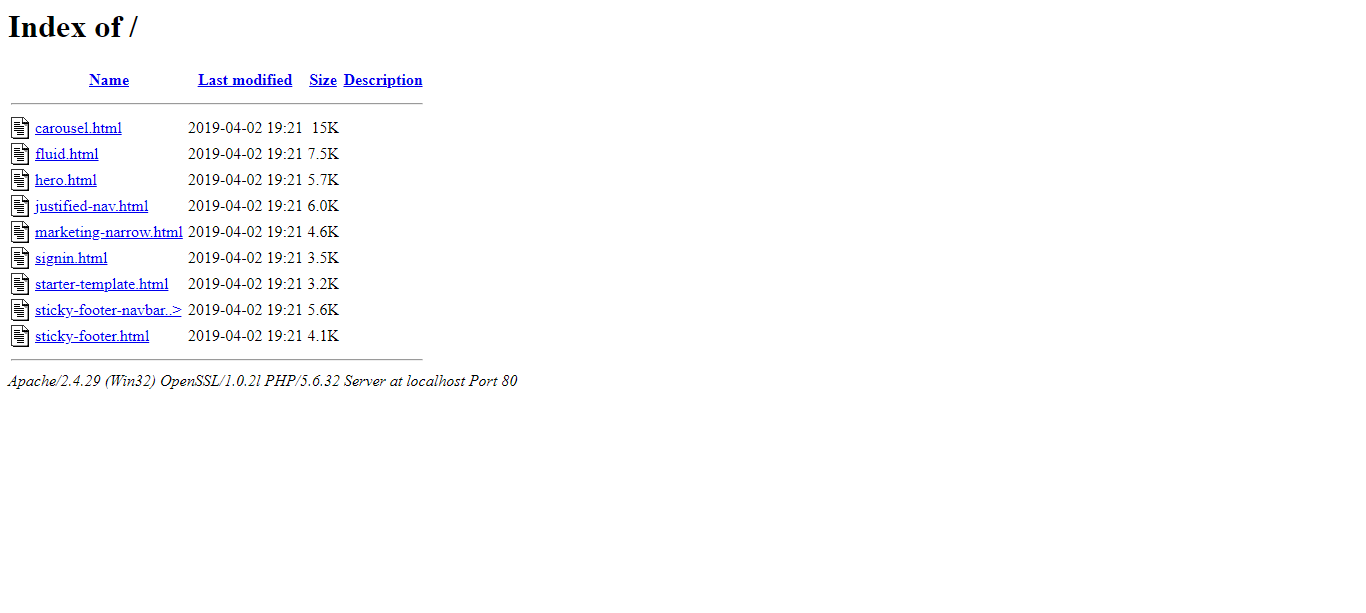 Index of /
Name Last modified Size Description
carousel.html 2019-04-02 19:21 15K
fluid.html 2019-04-02 19:21 7.5K
hero.html 2019-04-02 19:21 5.7K
justified-nav.html 2019-04-02 19:21 6.0K
marketing-narrow.html 2019-04-02 19:21 4.6K
signin.html 2019-04-02 19:21 3.5K
starter-template.html 2019-04-02 19:21 3.2K
sticky-footer-navbar..> 2019-04-02 19:21 5.6K
sticky-footer.html 2019-04-02 19:21 4.1K
Apache/2.4.29 (Win32) OpenSSL/1.0.2l PHP/5.6.32 Server at localhost Port 80